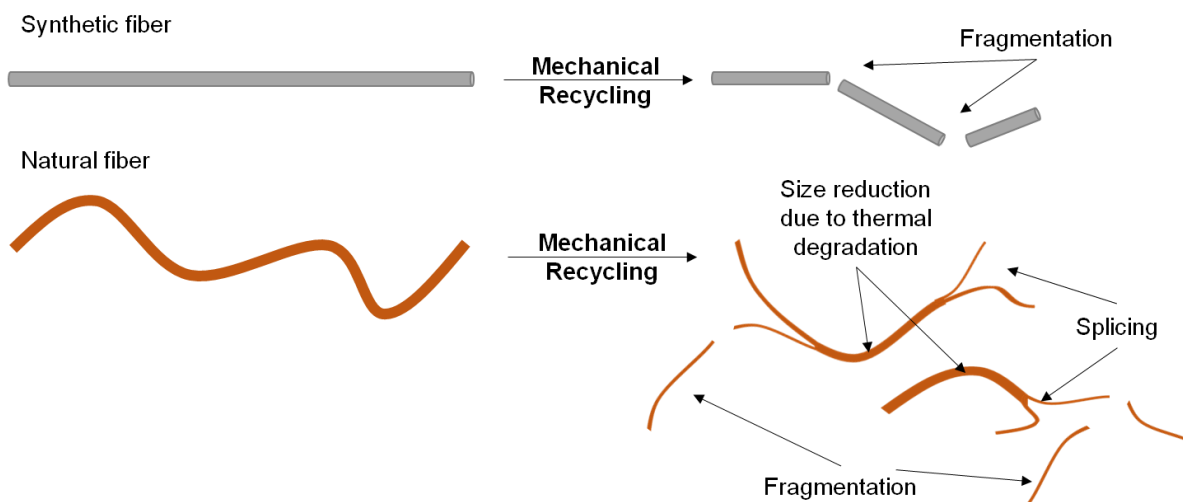 Synthetic fiber
Mechanical
Recycling
Fragmentation
Natural fiber
Mechanical
Recycling
Size reduction
due to thermal
degradation
Splicing
Fragmentation